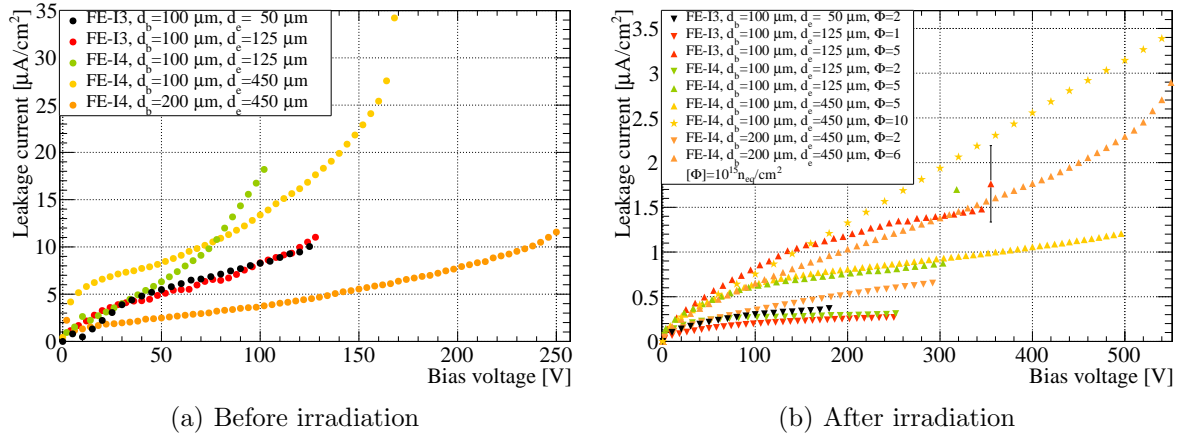 Leakage current [μA/cm²]
FE-I3, d_b=100 μm, d_e= 50 μm
FE-I3, d_b=100 μm, d_e=125 μm
FE-I4, d_b=100 μm, d_e=125 μm
FE-I4, d_b=100 μm, d_e=450 μm
FE-I4, d_b=200 μm, d_e=450 μm
35
30
25
20
15
10
5
0
0 50 100 150 200 250
Bias voltage [V]
(a) Before irradiation
Leakage current [μA/cm²]
FE-I3, d_b=100 μm, d_e= 50 μm, Φ=2
FE-I3, d_b=100 μm, d_e=125 μm, Φ=1
FE-I3, d_b=100 μm, d_e=125 μm, Φ=5
FE-I4, d_b=100 μm, d_e=125 μm, Φ=2
FE-I4, d_b=100 μm, d_e=125 μm, Φ=5
FE-I4, d_b=100 μm, d_e=450 μm, Φ=5
FE-I4, d_b=100 μm, d_e=450 μm, Φ=10
FE-I4, d_b=200 μm, d_e=450 μm, Φ=2
FE-I4, d_b=200 μm, d_e=450 μm, Φ=6
[Φ]=10¹⁵n_eq/cm²
3.5
3
2.5
2
1.5
1
0.5
0
0 100 200 300 400 500
Bias voltage [V]
(b) After irradiation